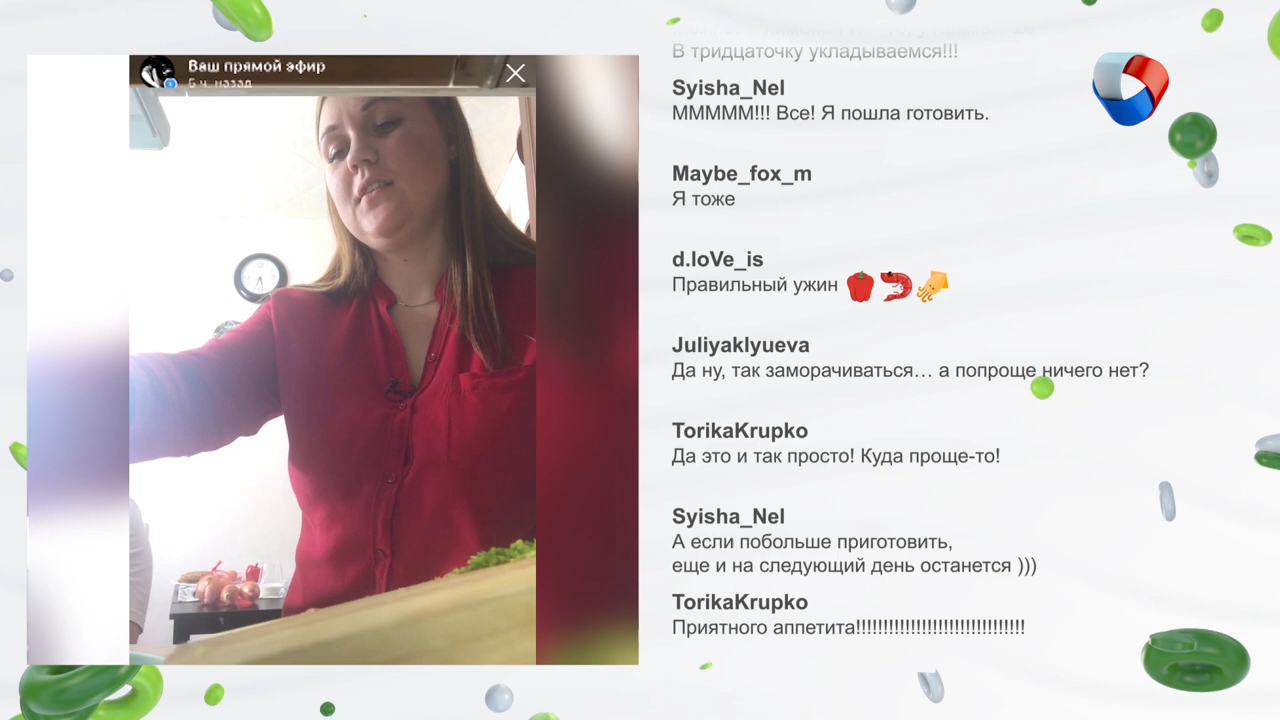 Ваш прямой эфир
5 ч. назад
В тридцаточку укладываемся!!!
Syisha_Nel
МММММ!!! Все! Я пошла готовить.
Maybe_fox_m
Я тоже
d.loVe_is
Правильный ужин
Juliyaklyueva
Да ну, так заморачиваться... а попроще ничего нет?
TorikaKrupko
Да это и так просто! Куда проще-то!
Syisha_Nel
А если побольше приготовить,
еще и на следующий день останется )))
TorikaKrupko
Приятного аппетита!!!!!!!!!!!!!!!!!!!!!!!!!!!!!!!